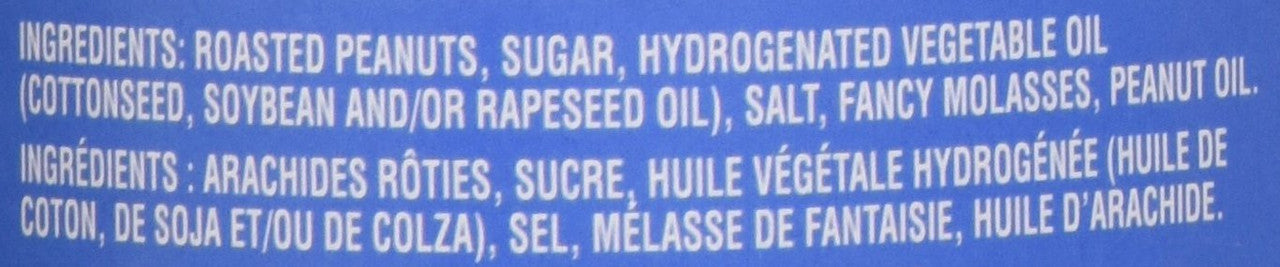 INGREDIENTS: ROASTED PEANUTS, SUGAR, HYDROGENATED VEGETABLE OIL
(COTTONSEED, SOYBEAN AND/OR RAPESEED OIL), SALT, FANCY MOLASSES, PEANUT OIL.
INGRÉDIENTS : ARACHIDES RÔTIES, SUCRE, HUILE VÉGÉTALE HYDROGÉNÉE (HUILE DE
COTON, DE SOJA ET/OU DE COLZA), SEL, MÉLASSE DE FANTAISIE, HUILE D'ARACHIDE.